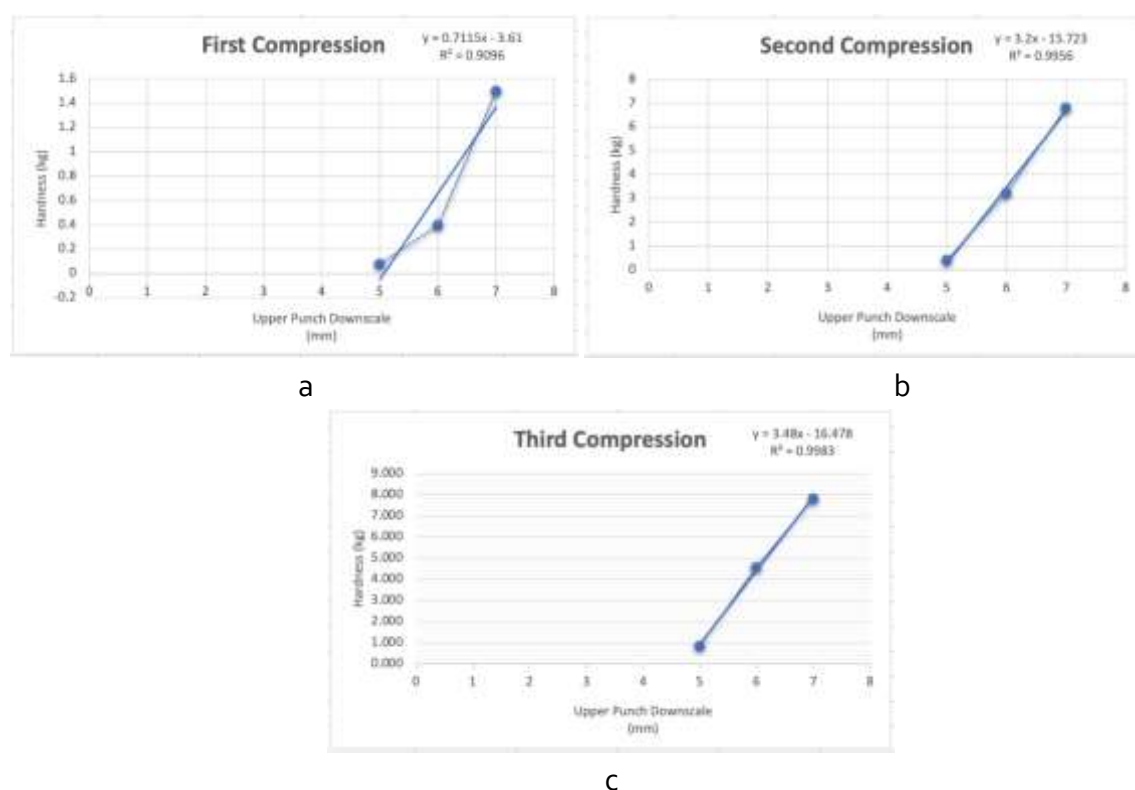 First Compression
y = 0.7115x - 3.61
R² = 0.9096
1.6
1.4
1.2
1
0.8
0.6
0.4
0.2
0
-0.2
Hardness (kg)
0 1 2 3 4 5 6 7 8
Upper Punch Downscale
(mm)
a
Second Compression
y = 3.2x - 15.723
R² = 0.9956
8
7
6
5
4
3
2
1
0
Hardness (kg)
0 1 2 3 4 5 6 7 8
Upper Punch Downscale
(mm)
b
Third Compression
y = 3.48x - 16.478
R² = 0.9983
9.000
8.000
7.000
6.000
5.000
4.000
3.000
2.000
1.000
0.000
Hardness (kg)
0 1 2 3 4 5 6 7 8
Upper Punch Downscale
(mm)
c